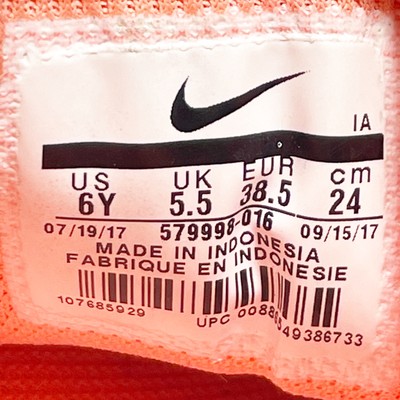 IA
US UK EUR cm
6Y 5.5 38.5 24
07/19/17 579998-016 09/15/17
MADE IN INDONESIA
FABRIQUE EN INDONESIE
107685929
UPC